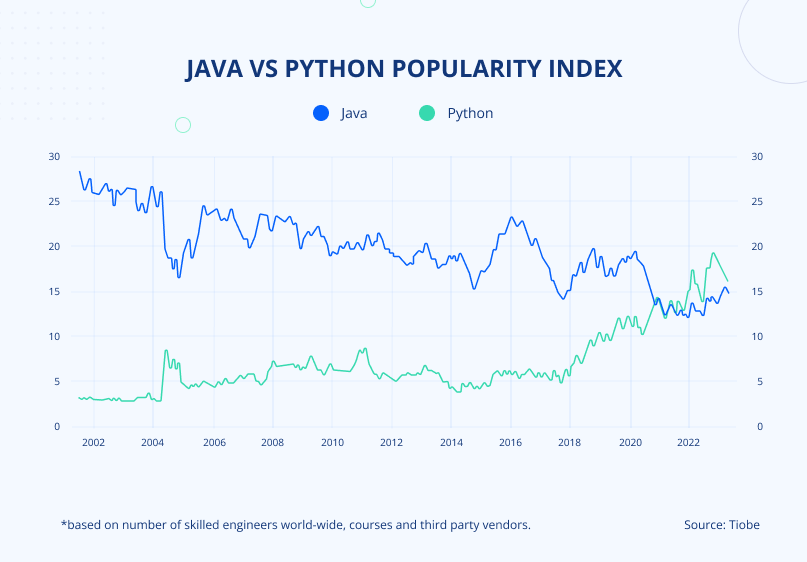 JAVA VS PYTHON POPULARITY INDEX
Java Python
30 30
25 25
20 20
15 15
10 10
5 5
0 0
2002 2004 2006 2008 2010 2012 2014 2016 2018 2020 2022
*based on number of skilled engineers world-wide, courses and third party vendors. Source: Tiobe